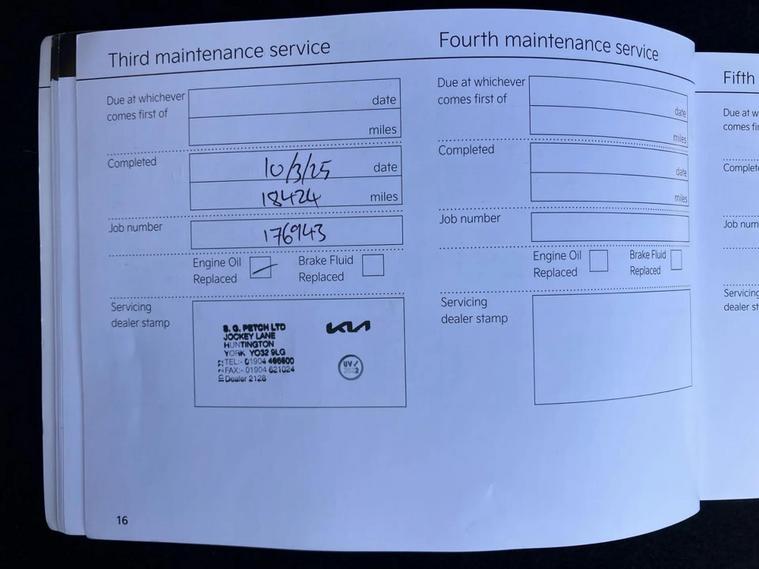 Third maintenance service
Due at whichever
comes first of
date
miles
Completed
10/3/25 date
18424 miles
Job number
176943
Engine Oil
Replaced
Brake Fluid
Replaced
Servicing
dealer stamp
S. G. PETCH LTD
JOCKEY LANE
HUNTINGTON
YORK YO32 9LG
TEL:- 01904
FAX:- 01904 621024
Dealer 2128
KIA
16
Fourth maintenance service
Due at whichever
comes first of
date
miles
Completed
date
miles
Job number
Engine Oil
Replaced
Brake Fluid
Replaced
Servicing
dealer stamp
Fifth
Due at w
comes fi
Complet
Job num
Servicing
dealer st